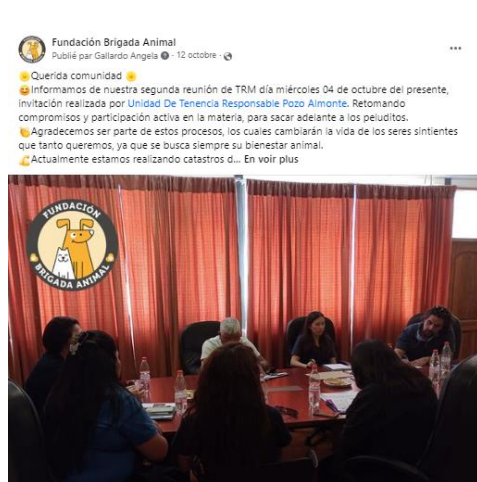 Fundación Brigada Animal
Publié par Gallardo Angela · 12 octobre ·
🌞Querida comunidad 🌞
😄Informamos de nuestra segunda reunión de TRM día miércoles 04 de octubre del presente,
invitación realizada por Unidad De Tenencia Responsable Pozo Almonte. Retomando
compromisos y participación activa en la materia, para sacar adelante a los peluditos.
👏Agradecemos ser parte de estos procesos, los cuales cambiarán la vida de los seres sintientes
que tanto queremos, ya que se busca siempre su bienestar animal.
💪Actualmente estamos realizando catastros d... En voir plus
FUNDACIÓN
BRIGADA ANIMAL